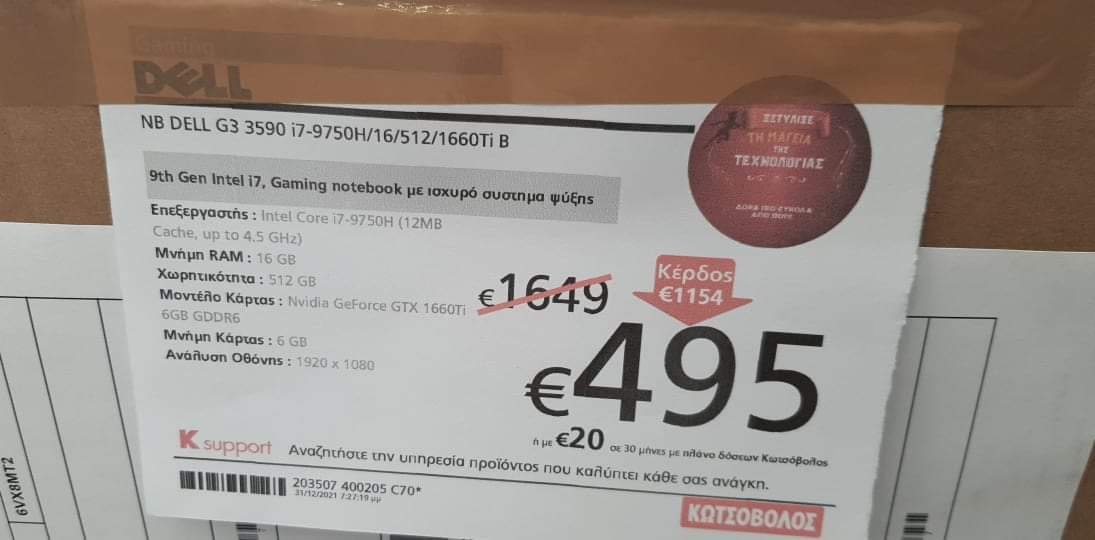 Gaming
DELL
NB DELL G3 3590 i7-9750H/16/512/1660Ti B
9th Gen Intel i7, Gaming notebook με ισχυρό συστημα ψύξης
Επεξεργαστής : Intel Core i7-9750H (12MB
Cache, up to 4.5 GHz)
Μνήμη RAM : 16 GB
Χωρητικότητα : 512 GB
Μοντέλο Κάρτας : Nvidia GeForce GTX 1660Ti
6GB GDDR6
Μνήμη Κάρτας : 6 GB
Ανάλυση Οθόνης : 1920 x 1080
ΞΕΤΥΛΙΞΕ
ΤΗ ΜΑΓΕΙΑ
ΤΗΣ
ΤΕΧΝΟΛΟΓΙΑΣ
€1649
Κέρδος
€1154
€495
ή με €20 σε 30 μήνες με πλάνο δόσεων Κωτσόβολος
K support Αναζητήστε την υπηρεσία προϊόντος που καλύπτει κάθε σας ανάγκη.
203507 400205 C70*
31/12/2021 7:27:19 μμ
ΚΩΤΣΟΒΟΛΟΣ
6VX8MT2